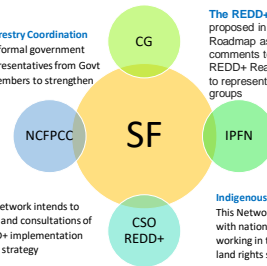 The REDD+
proposed in
Roadmap as
comments t
REDD+ Rea
to represent
groups
restry Coordination
formal government
resentatives from Govt
embers to strengthen
CG
NCFPCC
SF
IPFN
CSO
REDD+
etwork intends to
and consultations of
+ implementation
strategy
Indigenous
This Networ
with nation
working in t
land rights s